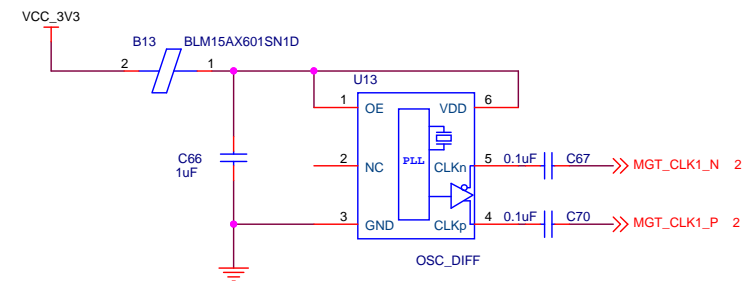 VCC_3V3
B13 BLM15AX601SN1D
2 1
U13
1 OE VDD 6
C66
1uF
2 NC PLL CLKn 5 0.1uF C67 MGT_CLK1_N 2
3 GND CLKp 4 0.1uF C70 MGT_CLK1_P 2
OSC_DIFF